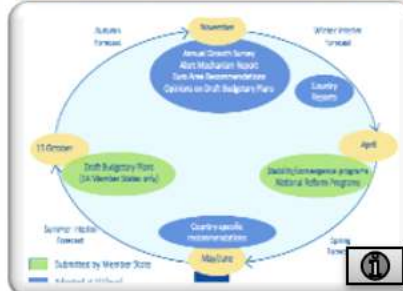 November
Autumn
Forecast
Winter Interim
Forecast
Annual Growth Survey
Alert Mechanism Report
Euro Area Recommendations
Opinions on Draft Budgetary Plans
Country
Reports
15 October
April
Draft Budgetary Plans
(EA Member States only)
Stability/convergence programs
National Reform Programs
Summer Interim
Forecast
Country specific
recommendations
Spring
May/June
Submitted by Member State